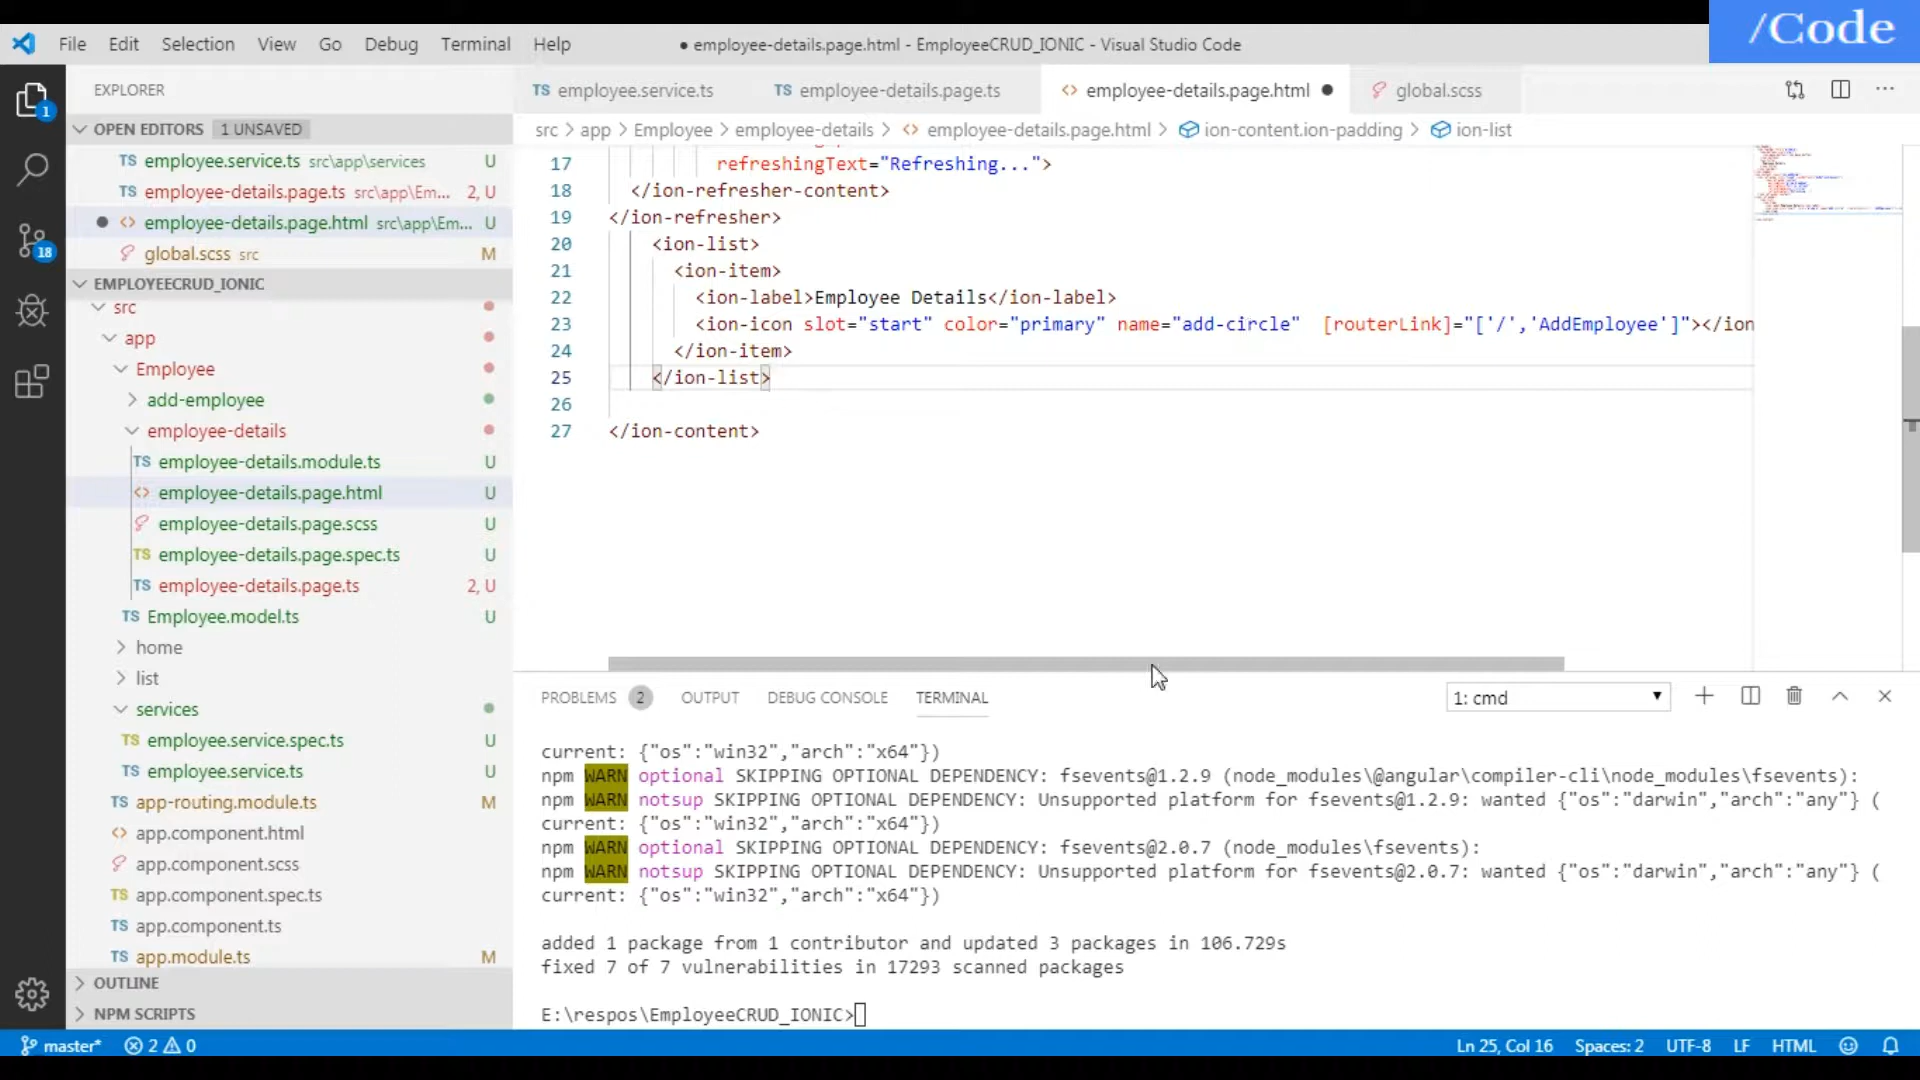 /Code
File Edit Selection View Go Debug Terminal Help
● employee-details.page.html - EmployeeCRUD_IONIC - Visual Studio Code
EXPLORER
OPEN EDITORS 1 UNSAVED
TS employee.service.ts src\app\services U
TS employee-details.page.ts src\app\Em... 2, U
<> employee-details.page.html src\app\Em... U
global.scss src M
EMPLOYEECRUD_IONIC
src
app
Employee
add-employee
employee-details
TS employee-details.module.ts U
<> employee-details.page.html U
employee-details.page.scss U
TS employee-details.page.spec.ts U
TS employee-details.page.ts 2, U
TS Employee.model.ts U
home
list
services
TS employee.service.spec.ts U
TS employee.service.ts U
TS app-routing.module.ts M
<> app.component.html
app.component.scss
TS app.component.spec.ts
TS app.component.ts
TS app.module.ts M
OUTLINE
NPM SCRIPTS
1
18
TS employee.service.ts TS employee-details.page.ts <> employee-details.page.html ● global.scss
src > app > Employee > employee-details > <> employee-details.page.html > ion-content.ion-padding > ion-list
17 refreshingText="Refreshing...">
18 </ion-refresher-content>
19 </ion-refresher>
20 <ion-list>
21 <ion-item>
22 <ion-label>Employee Details</ion-label>
23 <ion-icon slot="start" color="primary" name="add-circle" [routerLink]="['/','AddEmployee']"></ion
24 </ion-item>
25 </ion-list>
26
27 </ion-content>
PROBLEMS 2 OUTPUT DEBUG CONSOLE TERMINAL 1: cmd
current: {"os":"win32","arch":"x64"})
npm WARN optional SKIPPING OPTIONAL DEPENDENCY: fsevents@1.2.9 (node_modules\@angular\compiler-cli\node_modules\fsevents):
npm WARN notsup SKIPPING OPTIONAL DEPENDENCY: Unsupported platform for fsevents@1.2.9: wanted {"os":"darwin","arch":"any"} (
current: {"os":"win32","arch":"x64"})
npm WARN optional SKIPPING OPTIONAL DEPENDENCY: fsevents@2.0.7 (node_modules\fsevents):
npm WARN notsup SKIPPING OPTIONAL DEPENDENCY: Unsupported platform for fsevents@2.0.7: wanted {"os":"darwin","arch":"any"} (
current: {"os":"win32","arch":"x64"})
added 1 package from 1 contributor and updated 3 packages in 106.729s
fixed 7 of 7 vulnerabilities in 17293 scanned packages
E:\respos\EmployeeCRUD_IONIC>
master* 2 0 Ln 25, Col 16 Spaces: 2 UTF-8 LF HTML